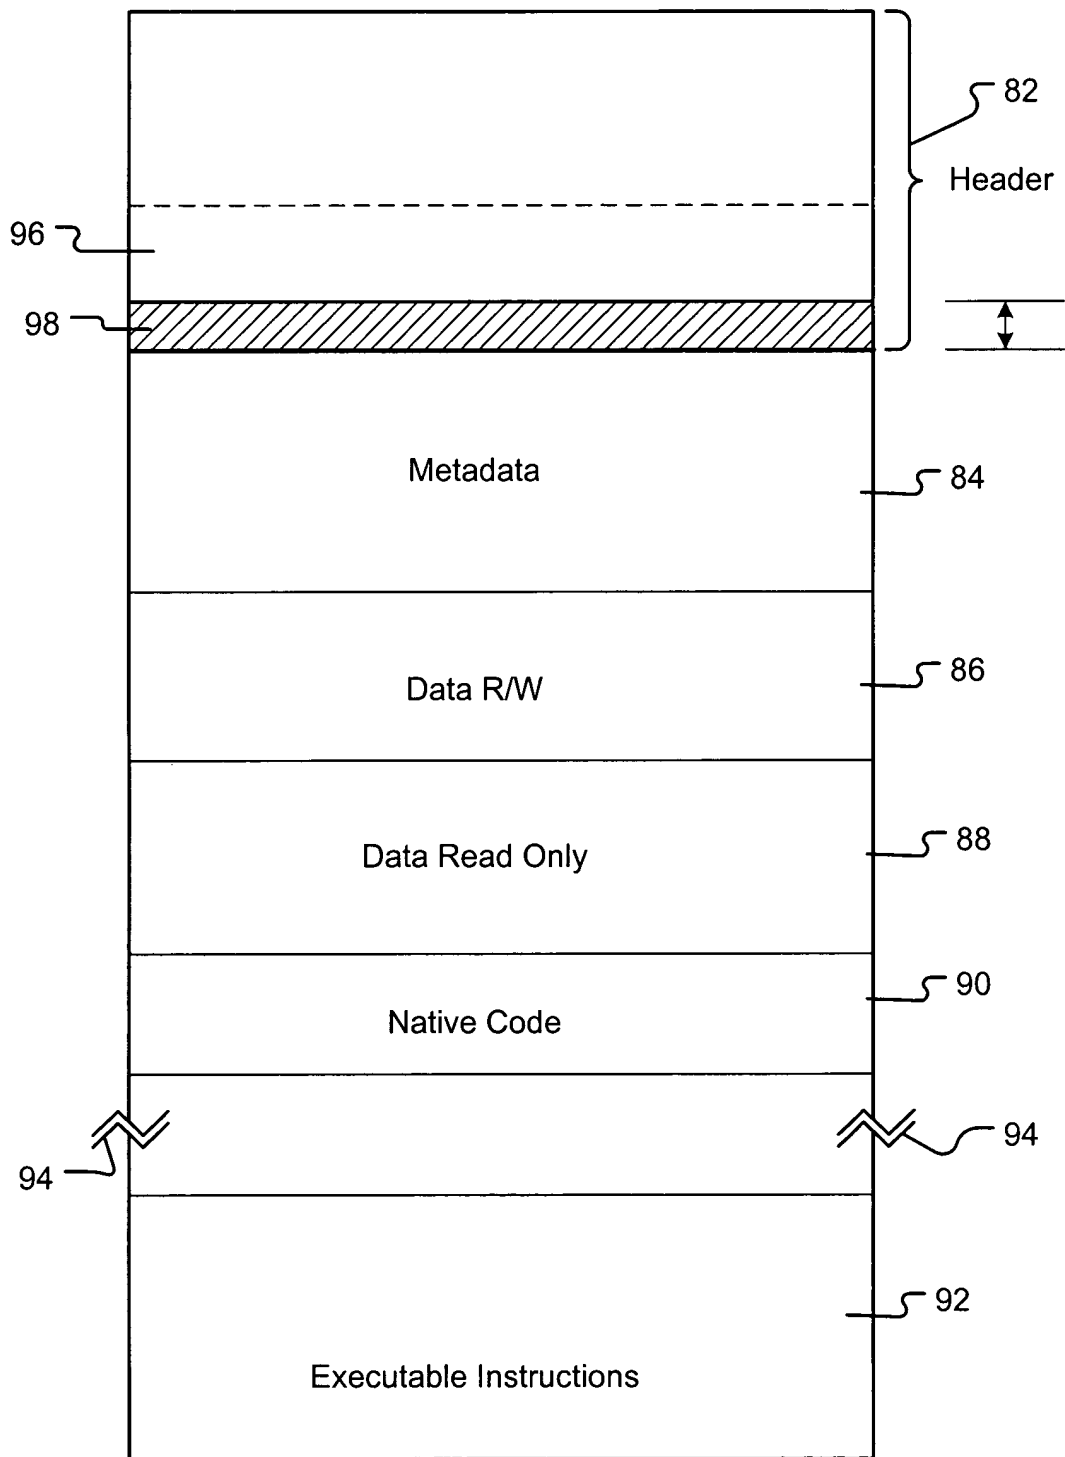 82
Header
96
98
Metadata
84
Data R/W
86
Data Read Only
88
Native Code
90
94
94
92
Executable Instructions